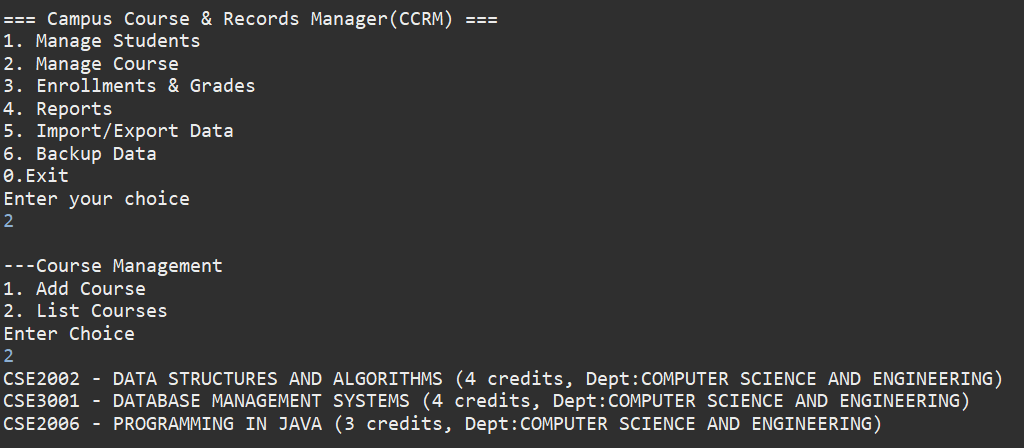 === Campus Course & Records Manager(CCRM) ===
1. Manage Students
2. Manage Course
3. Enrollments & Grades
4. Reports
5. Import/Export Data
6. Backup Data
0.Exit
Enter your choice
2
---Course Management
1. Add Course
2. List Courses
Enter Choice
2
CSE2002 - DATA STRUCTURES AND ALGORITHMS (4 credits, Dept:COMPUTER SCIENCE AND ENGINEERING)
CSE3001 - DATABASE MANAGEMENT SYSTEMS (4 credits, Dept:COMPUTER SCIENCE AND ENGINEERING)
CSE2006 - PROGRAMMING IN JAVA (3 credits, Dept:COMPUTER SCIENCE AND ENGINEERING)